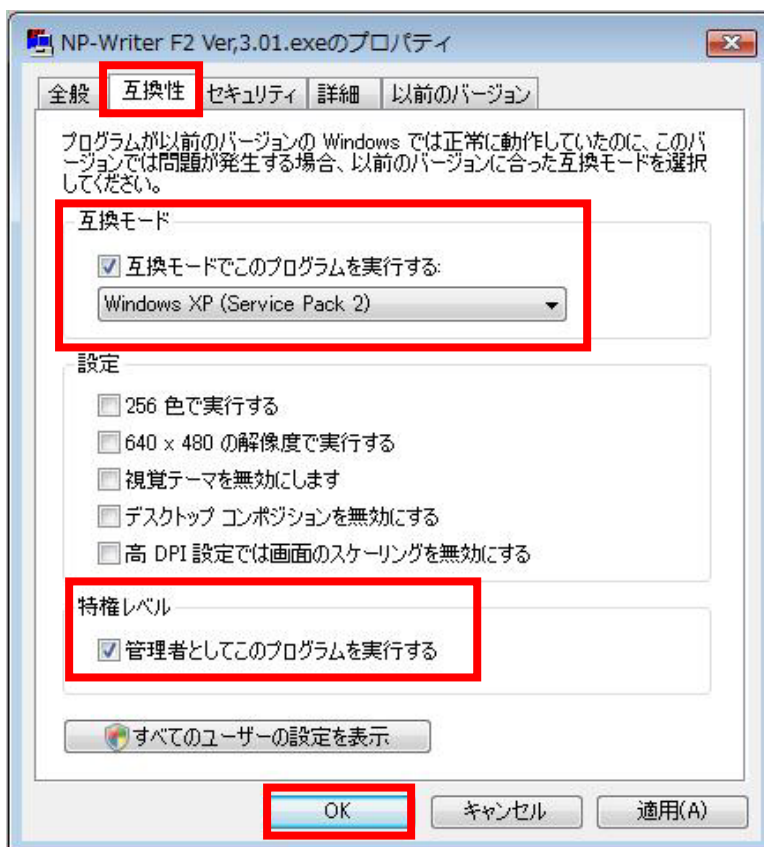 NP-Writer F2 Ver,3.01.exeのプロパティ
全般 互換性 セキュリティ 詳細 以前のバージョン
プログラムが以前のバージョンの Windows では正常に動作していたのに、このバ
ージョンでは問題が発生する場合、以前のバージョンに合った互換モードを選択
してください。
互換モード
互換モードでこのプログラムを実行する:
Windows XP (Service Pack 2)
設定
256 色で実行する
640 x 480 の解像度で実行する
視覚テーマを無効にします
デスクトップ コンポジションを無効にする
高 DPI 設定では画面のスケーリングを無効にする
特権レベル
管理者としてこのプログラムを実行する
すべてのユーザーの設定を表示
OK キャンセル 適用(A)